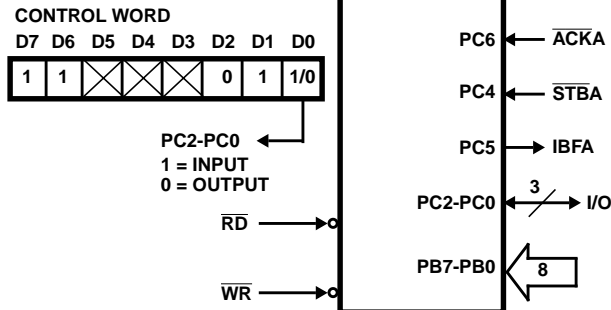 CONTROL WORD
D7 D6 D5 D4 D3 D2 D1 D0
1 1 0 1 1/0
PC2-PC0
1 = INPUT
0 = OUTPUT
RD
WR
PC6 ACKA
PC4 STBA
PC5 IBFA
PC2-PC0 3 I/O
PB7-PB0 8